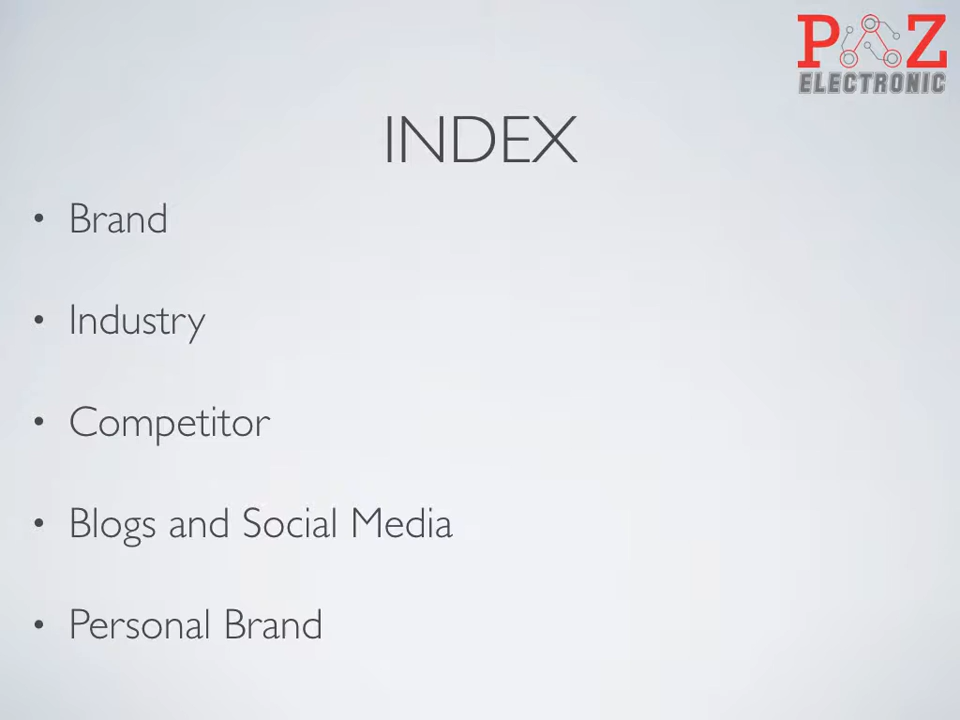 PAZ
ELECTRONIC
INDEX
• Brand
• Industry
• Competitor
• Blogs and Social Media
• Personal Brand